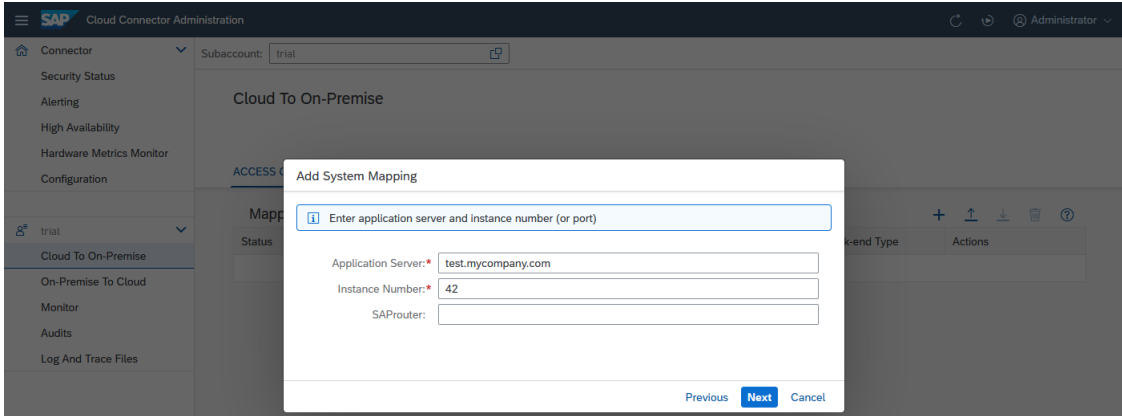 SAP Cloud Connector Administration
Administrator
Connector
Security Status
Alerting
High Availability
Hardware Metrics Monitor
Configuration
trial
Cloud To On-Premise
On-Premise To Cloud
Monitor
Audits
Log And Trace Files
Subaccount: trial
Cloud To On-Premise
ACCESS C
Mapp
Status
k-end Type
Actions
Add System Mapping
Enter application server and instance number (or port)
Application Server:* test.mycompany.com
Instance Number:* 42
SAProuter:
Previous Next Cancel